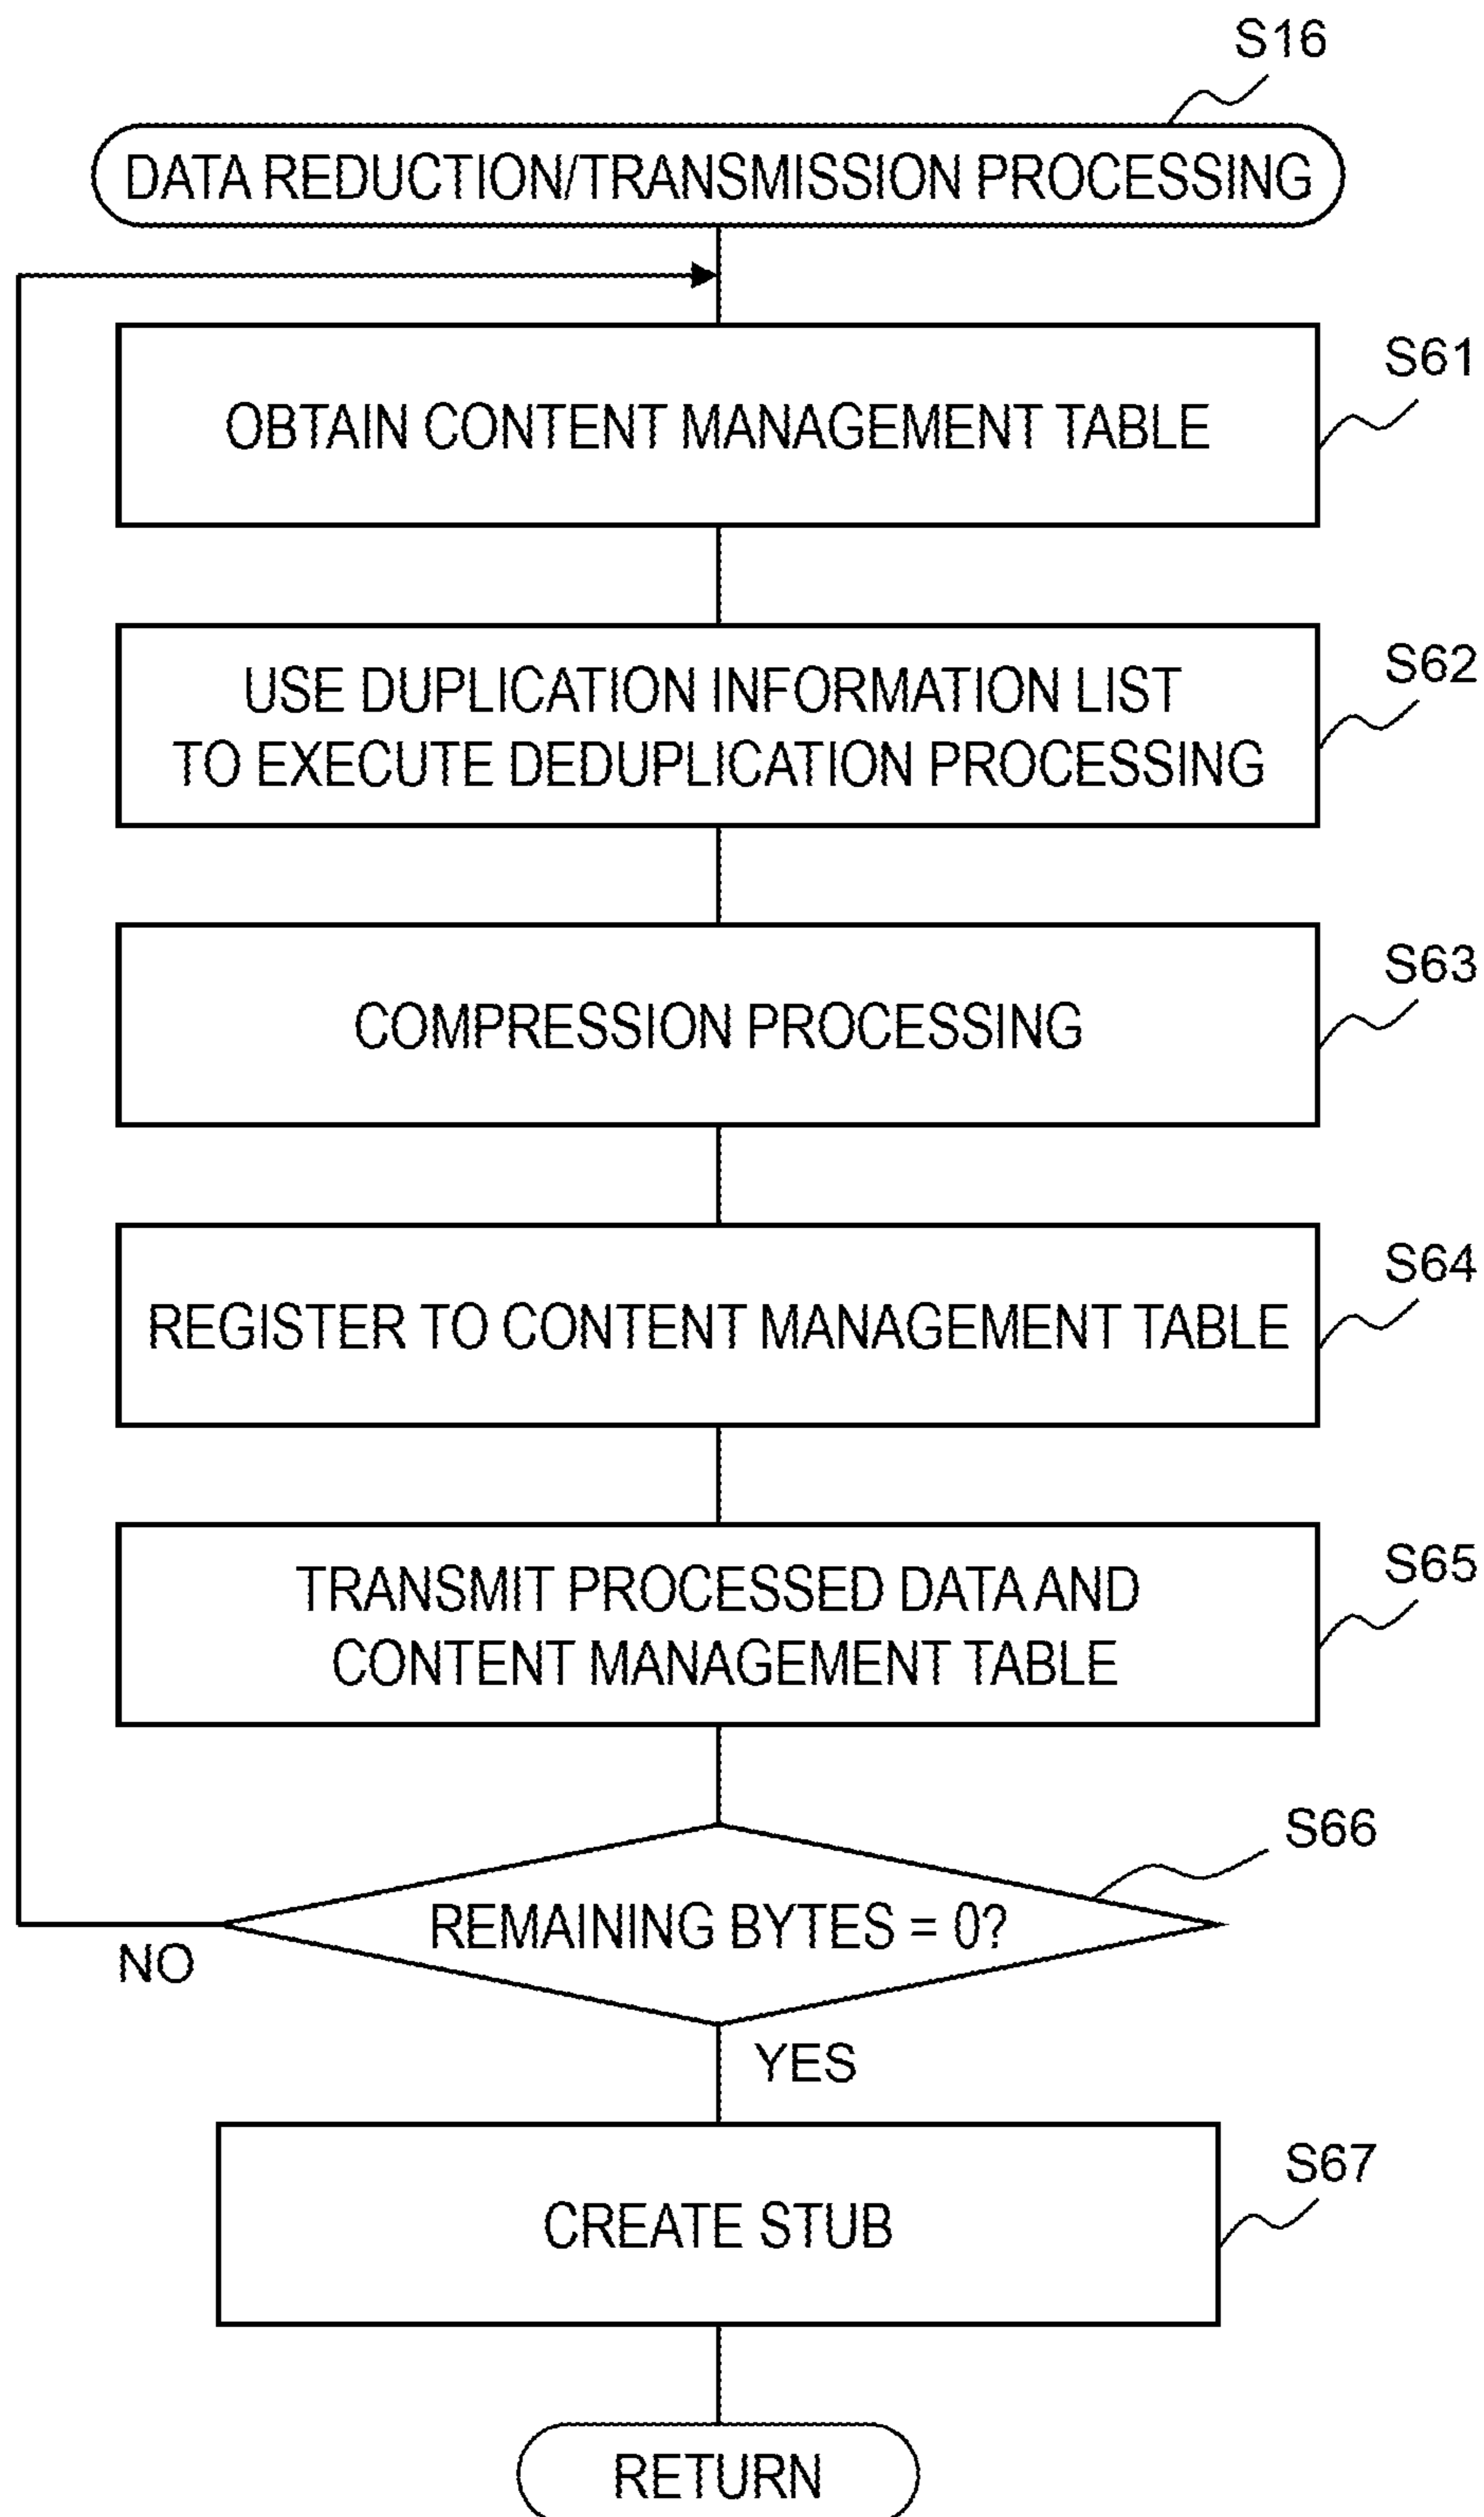 S16
DATA REDUCTION/TRANSMISSION PROCESSING
S61
OBTAIN CONTENT MANAGEMENT TABLE
S62
USE DUPLICATION INFORMATION LIST
TO EXECUTE DEDUPLICATION PROCESSING
S63
COMPRESSION PROCESSING
S64
REGISTER TO CONTENT MANAGEMENT TABLE
S65
TRANSMIT PROCESSED DATA AND
CONTENT MANAGEMENT TABLE
S66
REMAINING BYTES = 0?
NO
YES
S67
CREATE STUB
RETURN